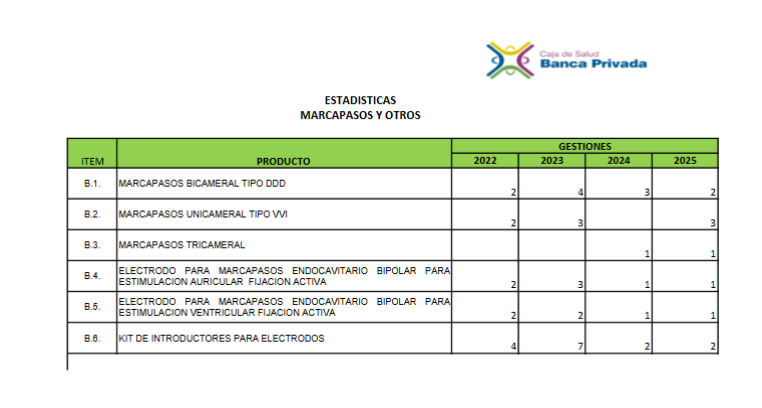 Caja de Salud
Banca Privada
ESTADISTICAS
MARCAPASOS Y OTROS
GESTIONES
ITEM PRODUCTO 2022 2023 2024 2025
B.1. MARCAPASOS BICAMERAL TIPO DDD 2 4 3 2
B.2. MARCAPASOS UNICAMERAL TIPO VVI 2 3 3
B.3. MARCAPASOS TRICAMERAL 1 1
B.4. ELECTRODO PARA MARCAPASOS ENDOCAVITARIO BIPOLAR PARA
ESTIMULACION AURICULAR FIJACION ACTIVA 2 3 1 1
B.5. ELECTRODO PARA MARCAPASOS ENDOCAVITARIO BIPOLAR PARA
ESTIMULACION VENTRICULAR FIJACION ACTIVA 2 2 1 1
B.6. KIT DE INTRODUCTORES PARA ELECTRODOS 4 7 2 2